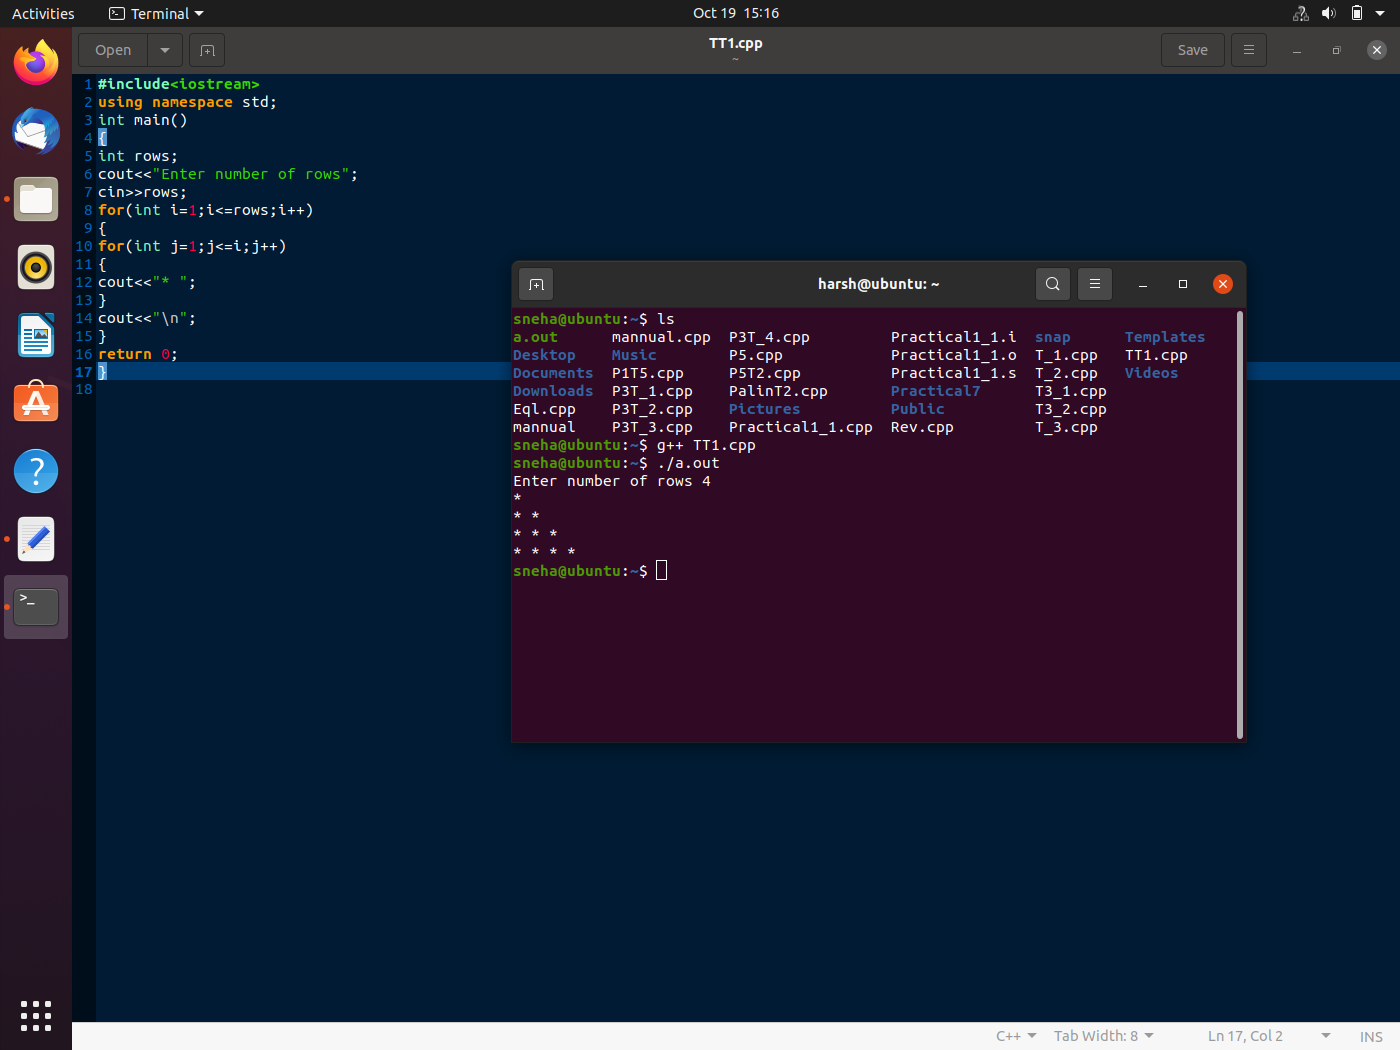 Activities Terminal Oct 19 15:16
Open TT1.cpp Save
~
1 #include<iostream>
2 using namespace std;
3 int main()
4 {
5 int rows;
6 cout<<"Enter number of rows";
7 cin>>rows;
8 for(int i=1;i<=rows;i++)
9 {
10 for(int j=1;j<=i;j++)
11 {
12 cout<<"* ";
13 }
14 cout<<"\n";
15 }
16 return 0;
17 }
18
harsh@ubuntu: ~
sneha@ubuntu:~$ ls
a.out mannual.cpp P3T_4.cpp Practical1_1.i snap Templates
Desktop Music P5.cpp Practical1_1.o T_1.cpp TT1.cpp
Documents P1T5.cpp P5T2.cpp Practical1_1.s T_2.cpp Videos
Downloads P3T_1.cpp PalinT2.cpp Practical7 T3_1.cpp
Eql.cpp P3T_2.cpp Pictures Public T3_2.cpp
mannual P3T_3.cpp Practical1_1.cpp Rev.cpp T_3.cpp
sneha@ubuntu:~$ g++ TT1.cpp
sneha@ubuntu:~$ ./a.out
Enter number of rows 4
*
* *
* * *
* * * *
sneha@ubuntu:~$
C++ Tab Width: 8 Ln 17, Col 2 INS